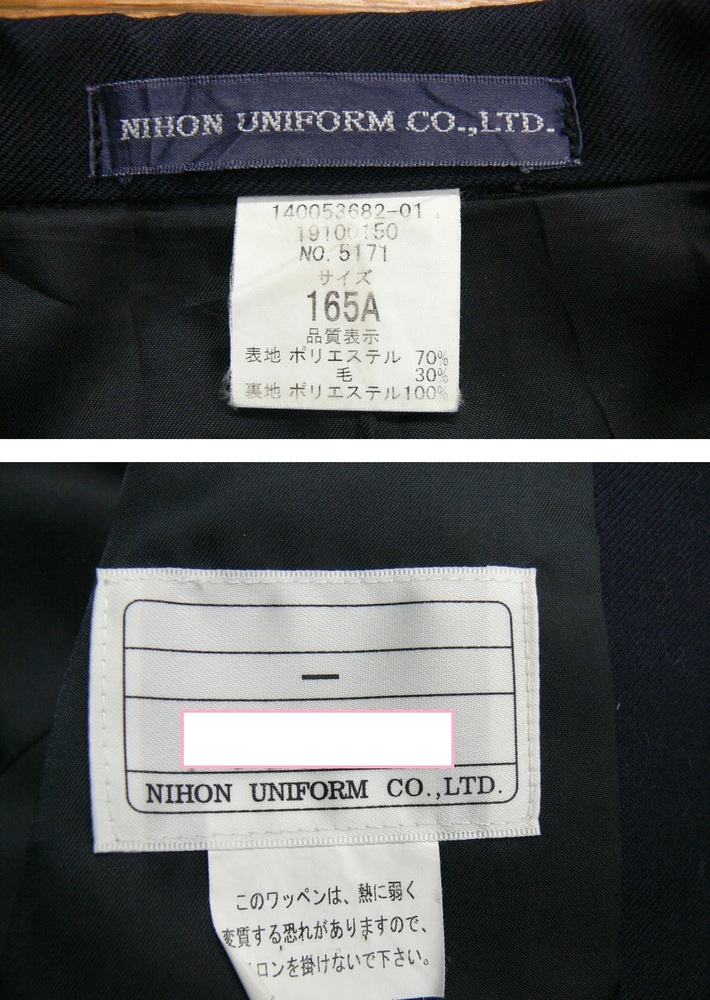 NIHON UNIFORM CO.,LTD.
140053682-01
19100150
NO. 5171
サイズ
165A
品質表示
表地 ポリエステル 70%
毛 30%
裏地 ポリエステル100%
ー
NIHON UNIFORM CO.,LTD.
このワッペンは、熱に弱く
変質する恐れがありますので、
イロンを掛けないで下さい。